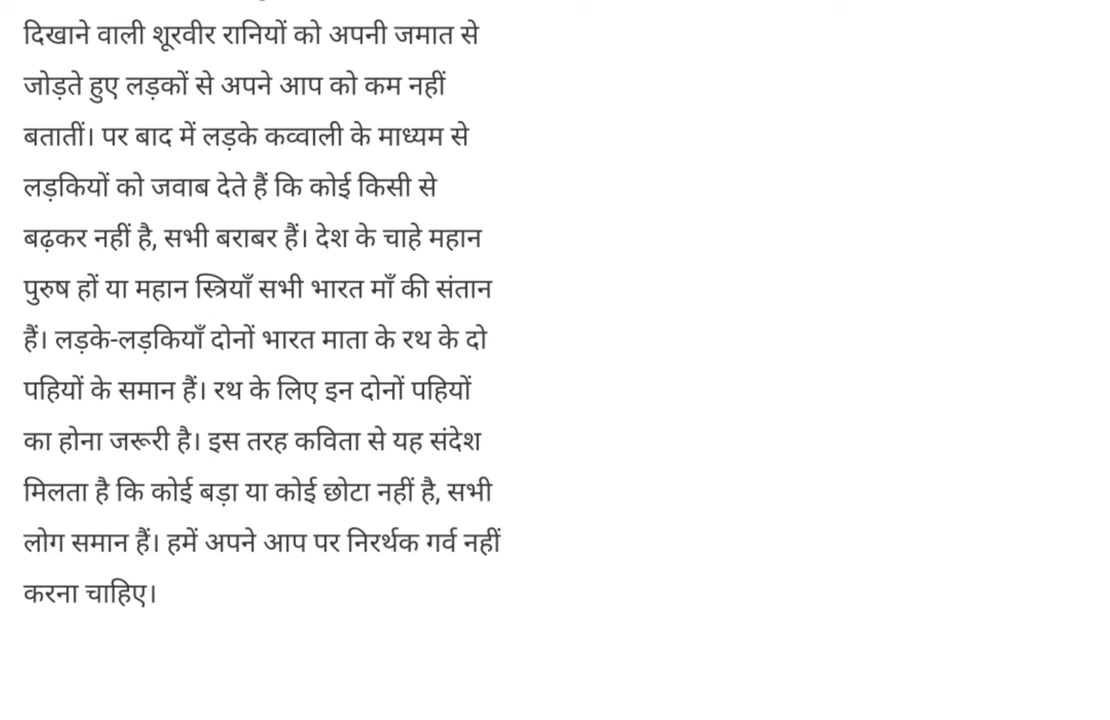 दिखाने वाली शूरवीर रानियों को अपनी जमात से
जोड़ते हुए लड़कों से अपने आप को कम नहीं
बतातीं। पर बाद में लड़के कव्वाली के माध्यम से
लड़कियों को जवाब देते हैं कि कोई किसी से
बढ़कर नहीं है, सभी बराबर हैं। देश के चाहे महान
पुरुष हों या महान स्त्रियाँ सभी भारत माँ की संतान
हैं। लड़के-लड़कियाँ दोनों भारत माता के रथ के दो
पहियों के समान हैं। रथ के लिए इन दोनों पहियों
का होना जरूरी है। इस तरह कविता से यह संदेश
मिलता है कि कोई बड़ा या कोई छोटा नहीं है, सभी
लोग समान हैं। हमें अपने आप पर निरर्थक गर्व नहीं
करना चाहिए।